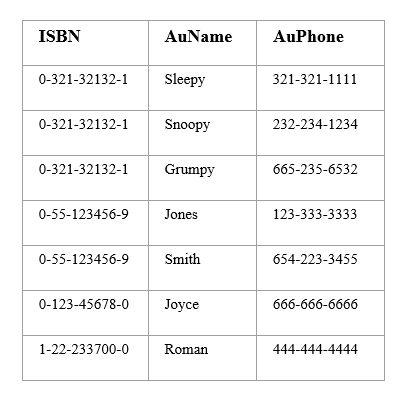 ISBN AuName AuPhone
0-321-32132-1 Sleepy 321-321-1111
0-321-32132-1 Snoopy 232-234-1234
0-321-32132-1 Grumpy 665-235-6532
0-55-123456-9 Jones 123-333-3333
0-55-123456-9 Smith 654-223-3455
0-123-45678-0 Joyce 666-666-6666
1-22-233700-0 Roman 444-444-4444